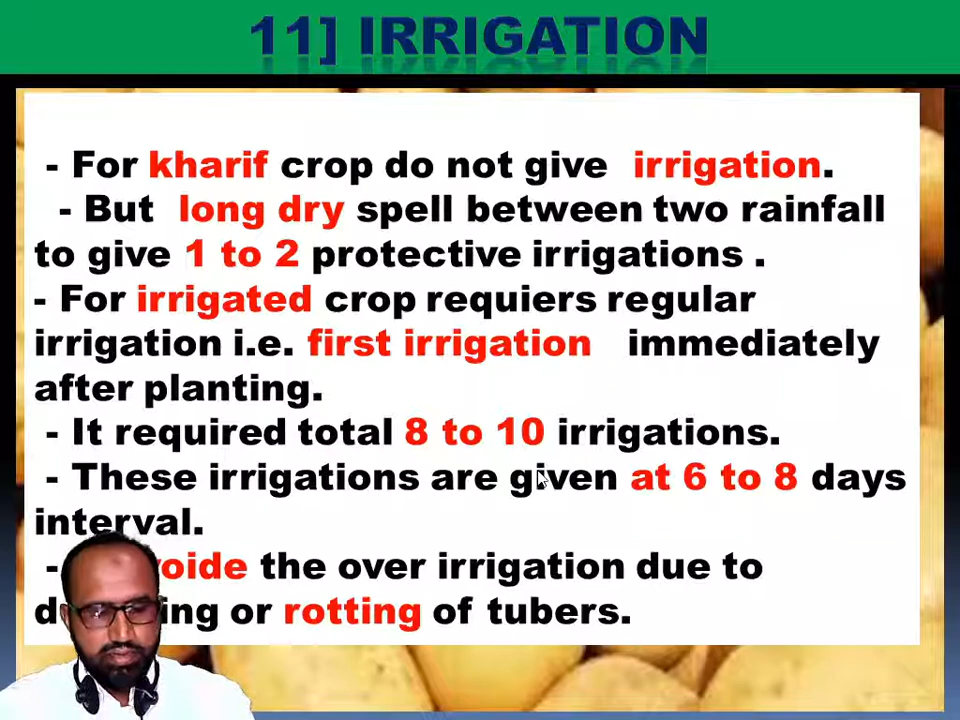 11] IRRIGATION
- For kharif crop do not give irrigation.
- But long dry spell between two rainfall
to give 1 to 2 protective irrigations .
- For irrigated crop requiers regular
irrigation i.e. first irrigation immediately
after planting.
- It required total 8 to 10 irrigations.
- These irrigations are given at 6 to 8 days
interval.
- the over irrigation due to
or rotting of tubers.